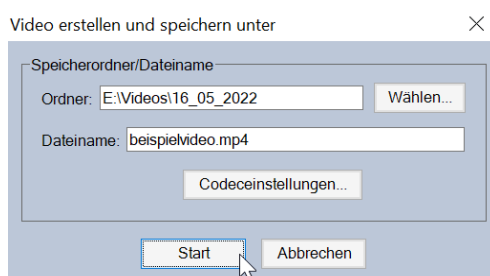 Video erstellen und speichern unter
Speicherordner/Dateiname
Ordner: E:\Videos\16_05_2022 Wählen...
Dateiname: beispielvideo.mp4
Codeceinstellungen...
Start Abbrechen